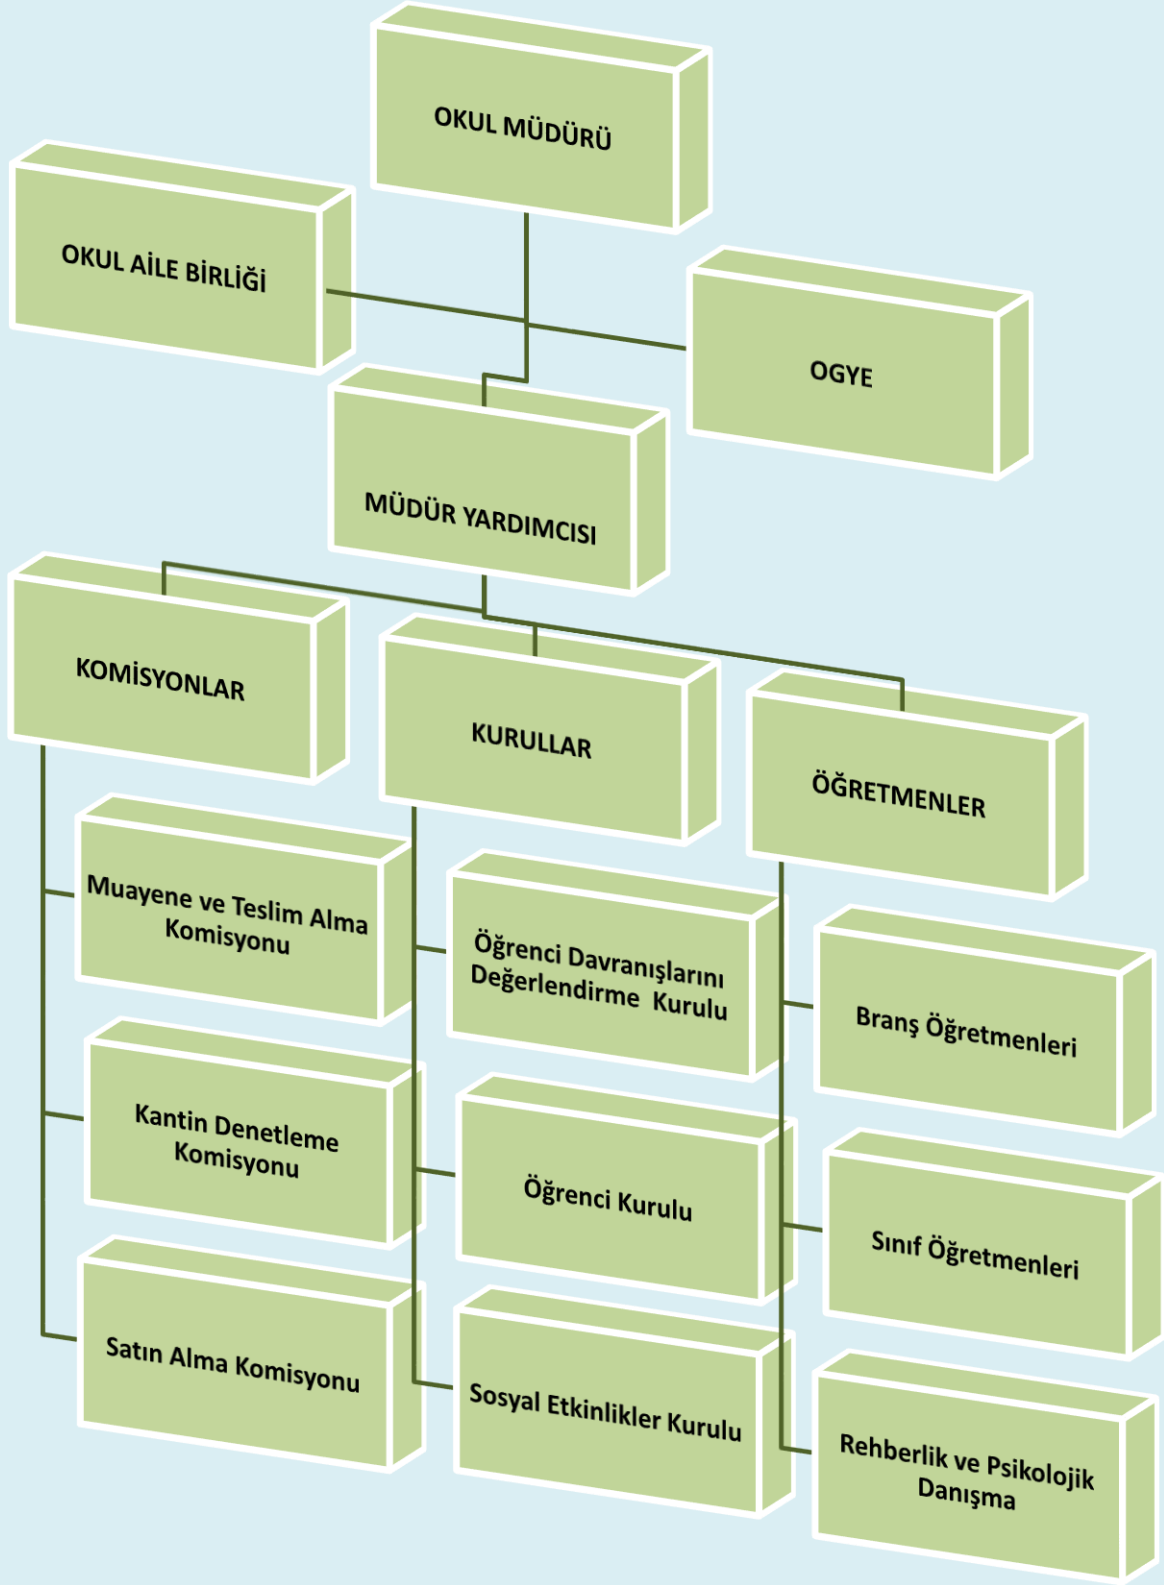 OKUL MÜDÜRÜ
OKUL AİLE BİRLİĞİ
OGYE
MÜDÜR YARDIMCISI
KOMİSYONLAR
KURULLAR
ÖĞRETMENLER
Muayene ve Teslim Alma
Komisyonu
Öğrenci Davranışlarını
Değerlendirme Kurulu
Branş Öğretmenleri
Kantin Denetleme
Komisyonu
Öğrenci Kurulu
Sınıf Öğretmenleri
Satın Alma Komisyonu
Sosyal Etkinlikler Kurulu
Rehberlik ve Psikolojik
Danışma